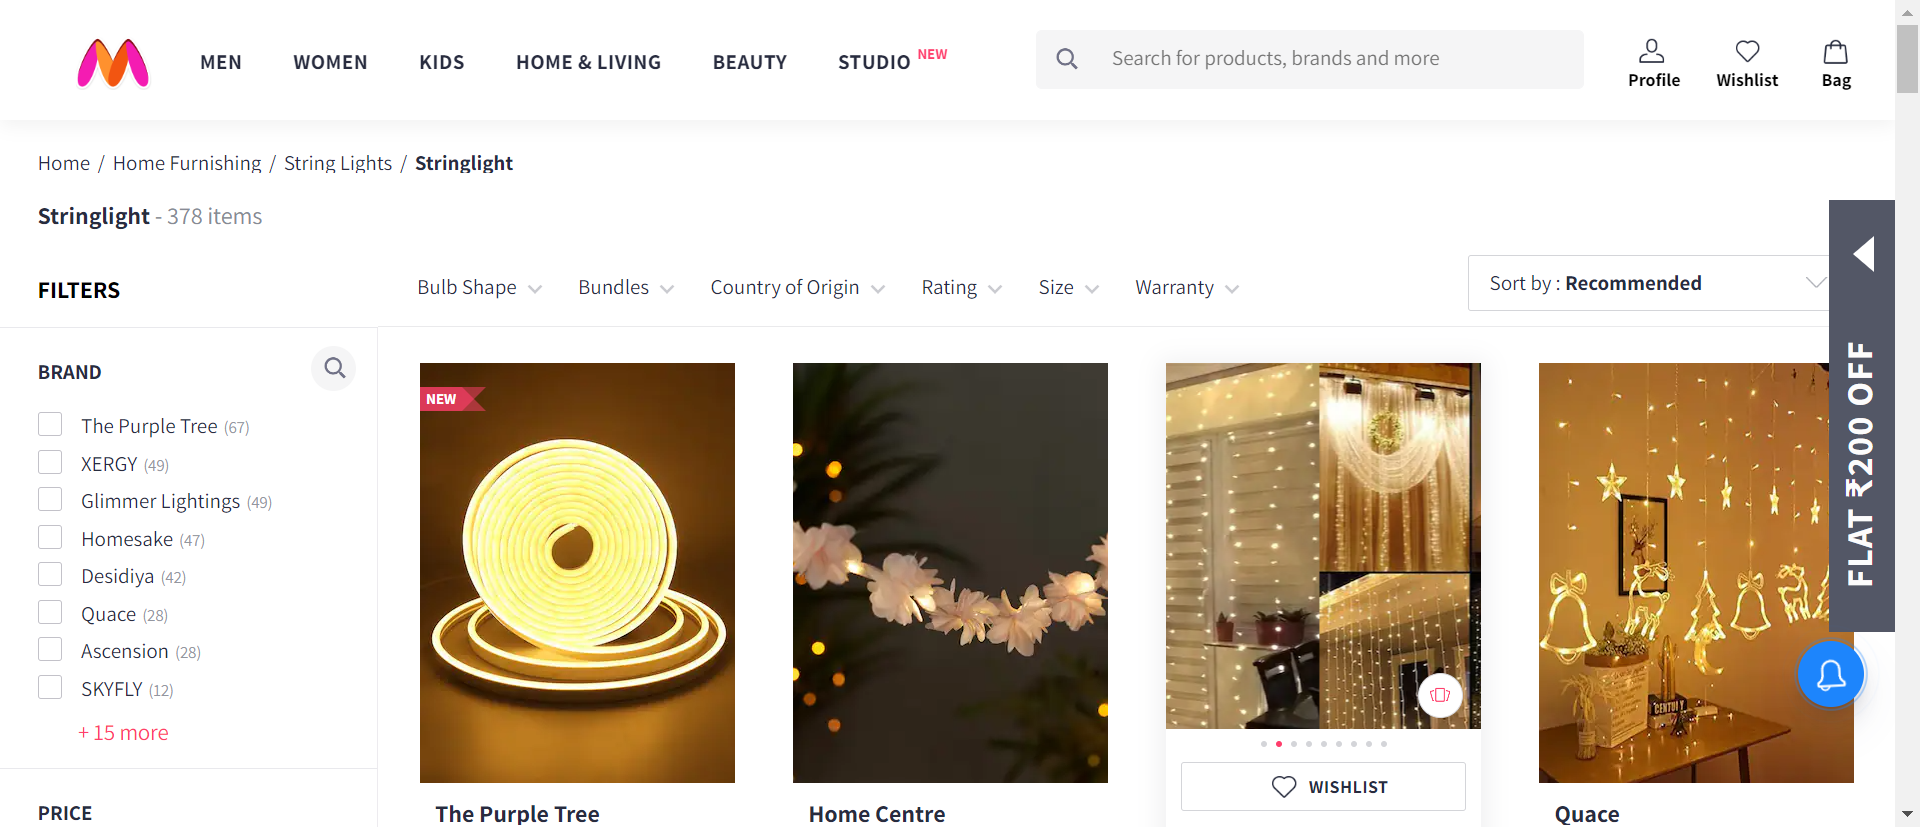 MEN WOMEN KIDS HOME & LIVING BEAUTY STUDIO NEW Search for products, brands and more Profile Wishlist Bag
Home / Home Furnishing / String Lights / Stringlight
Stringlight - 378 items
FILTERS Bulb Shape Bundles Country of Origin Rating Size Warranty Sort by : Recommended
FLAT ₹200 OFF
BRAND
The Purple Tree (67)
XERGY (49)
Glimmer Lightings (49)
Homesake (47)
Desidiya (42)
Quace (28)
Ascension (28)
SKYFLY (12)
+ 15 more
PRICE
NEW
CENTU Y
WISHLIST
The Purple Tree Home Centre Quace